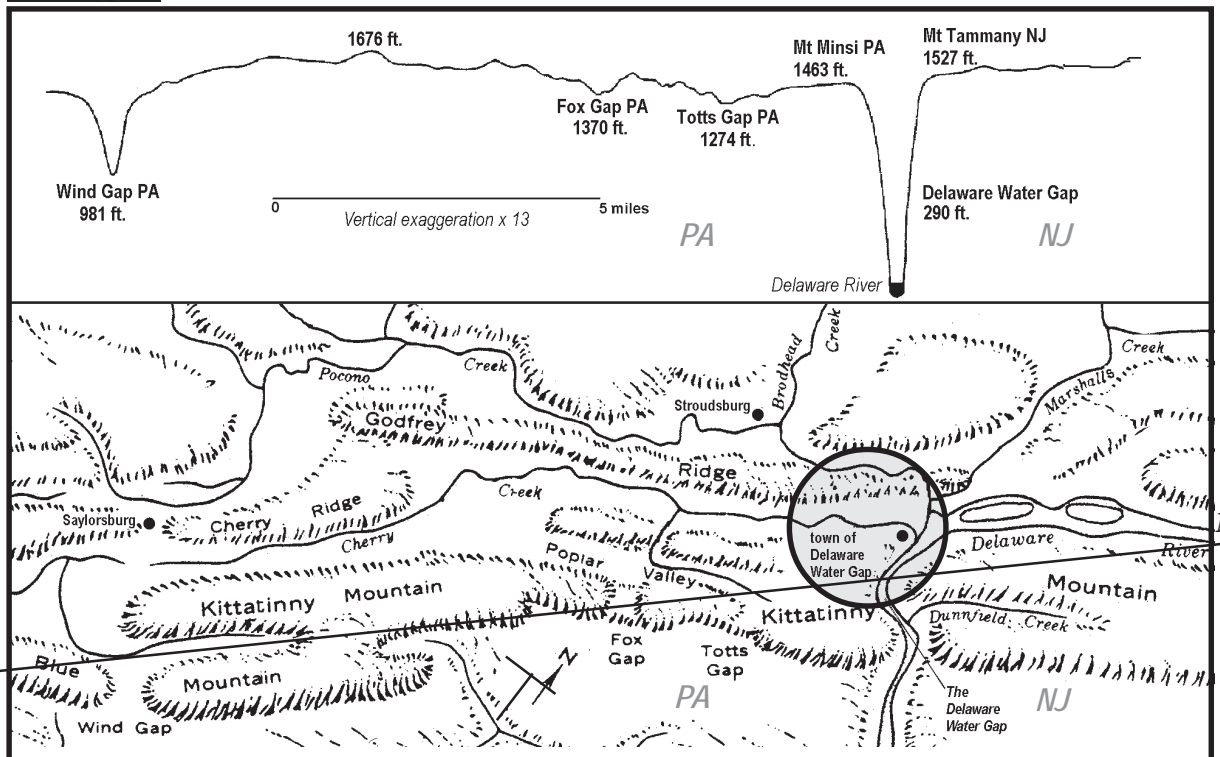 1676 ft.
Mt Minsi PA
1463 ft.
Mt Tammany NJ
1527 ft.
Fox Gap PA
1370 ft.
Totts Gap PA
1274 ft.
Wind Gap PA
981 ft.
0
5 miles
Vertical exaggeration x 13
Delaware Water Gap
290 ft.
PA
NJ
Delaware River
Pocono
Creek
Brodhead
Creek
Creek
Marshalls
Stroudsburg
Godfrey
Ridge
Saylorsburg
Cherry
Ridge
Creek
Cherry
town of
Delaware
Water Gap
Delaware
River
Poplar
Valley
Kittatinny
Mountain
Kittatinny
Mountain
Dunnfield Creek
Fox
Gap
Totts
Gap
Blue
Mountain
Wind Gap
N
PA
The
Delaware
Water Gap
NJ